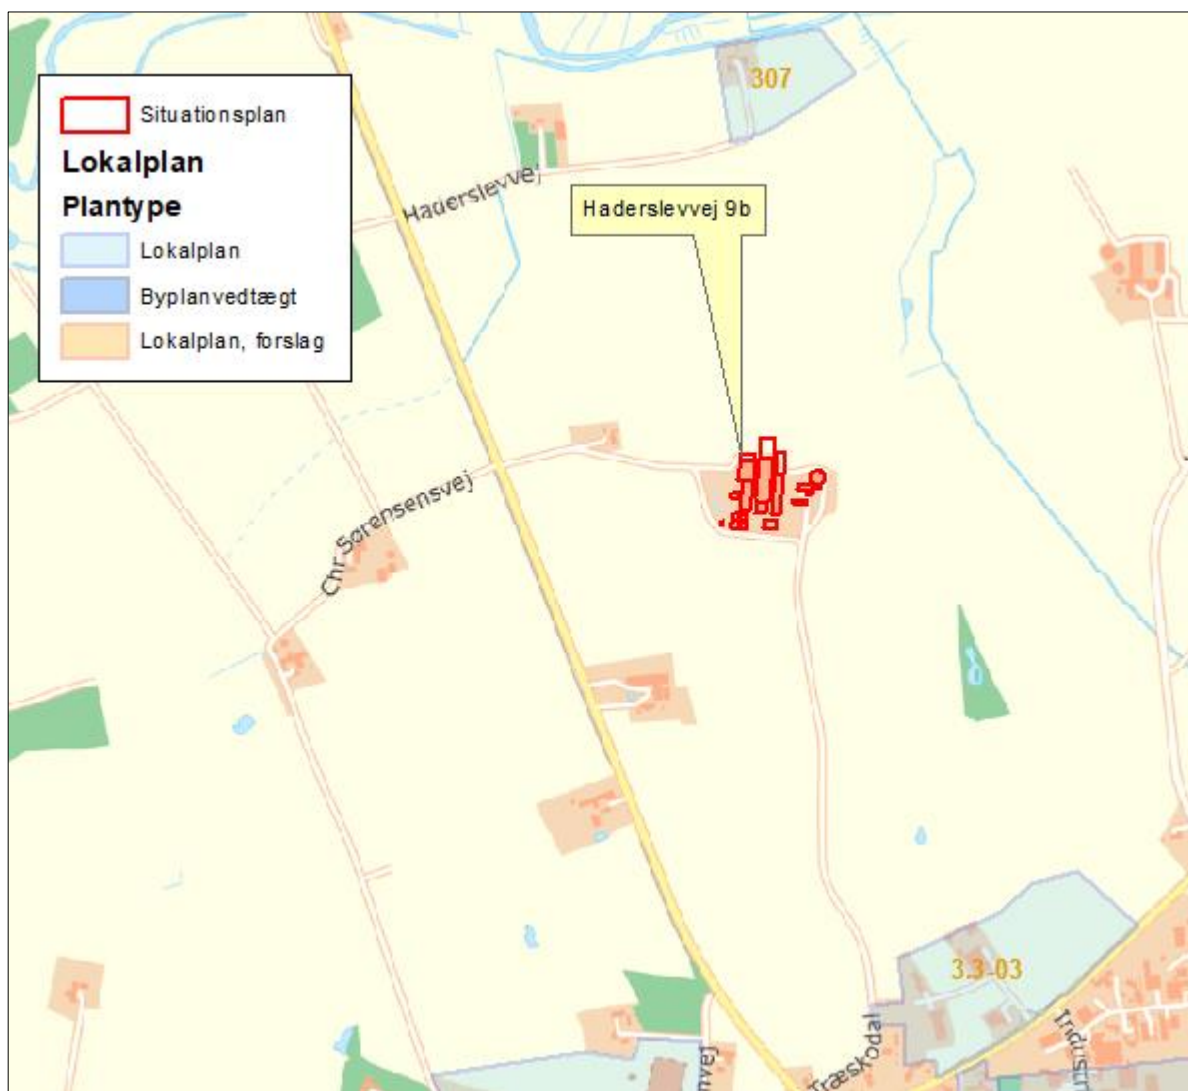 307
Situationsplan
Lokalplan
Plantype
Lokalplan
Byplanvedtægt
Lokalplan, forslag
Haderslevvej
Haderslevvej 9b
Chr Sørensensvej
3.3-03
Træskodal